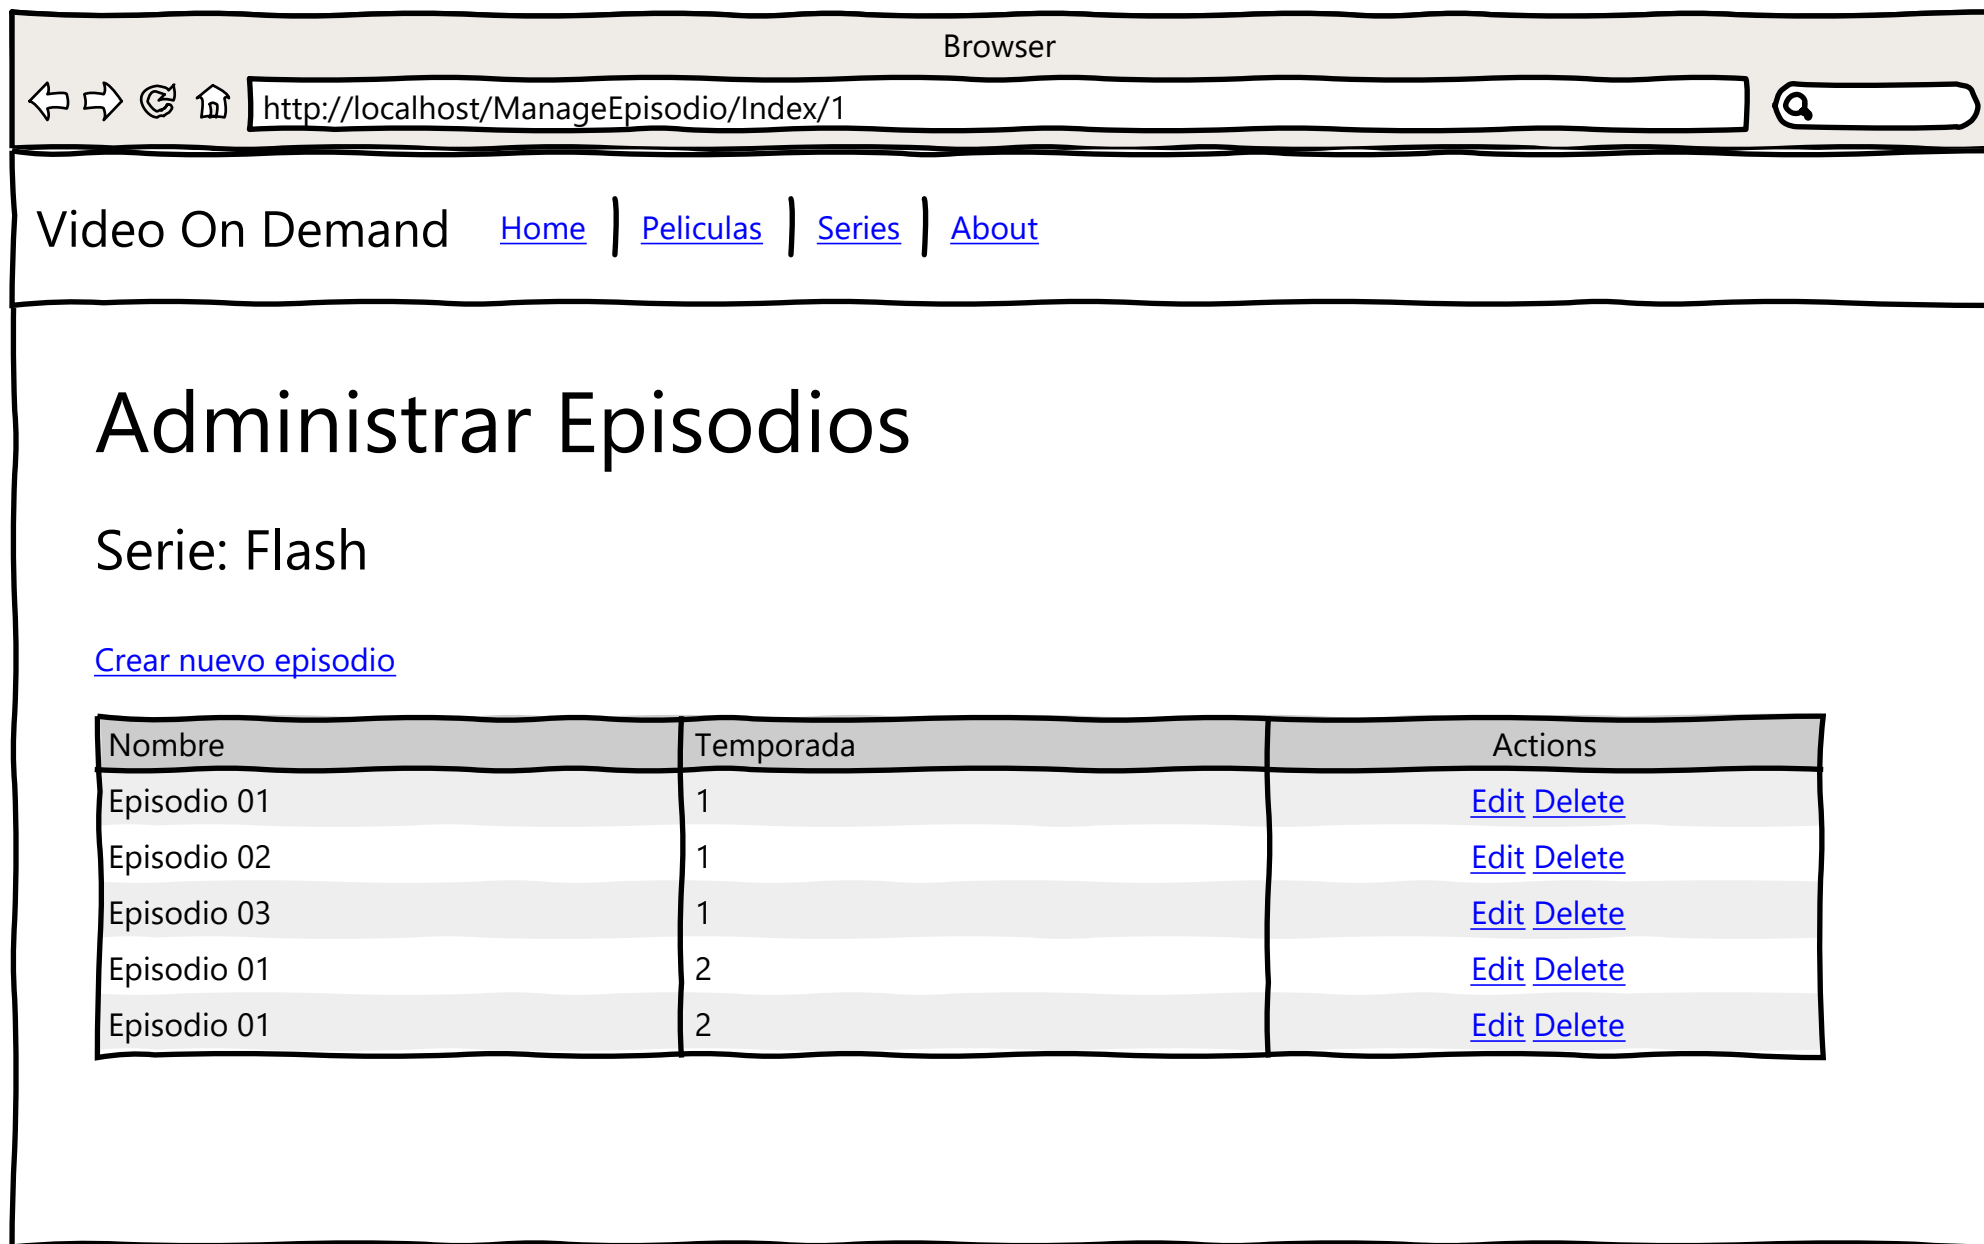 Browser
http://localhost/ManageEpisodio/Index/1
Video On Demand Home Peliculas Series About
Administrar Episodios
Serie: Flash
Crear nuevo episodio
Nombre Temporada Actions
Episodio 01 1 Edit Delete
Episodio 02 1 Edit Delete
Episodio 03 1 Edit Delete
Episodio 01 2 Edit Delete
Episodio 01 2 Edit Delete